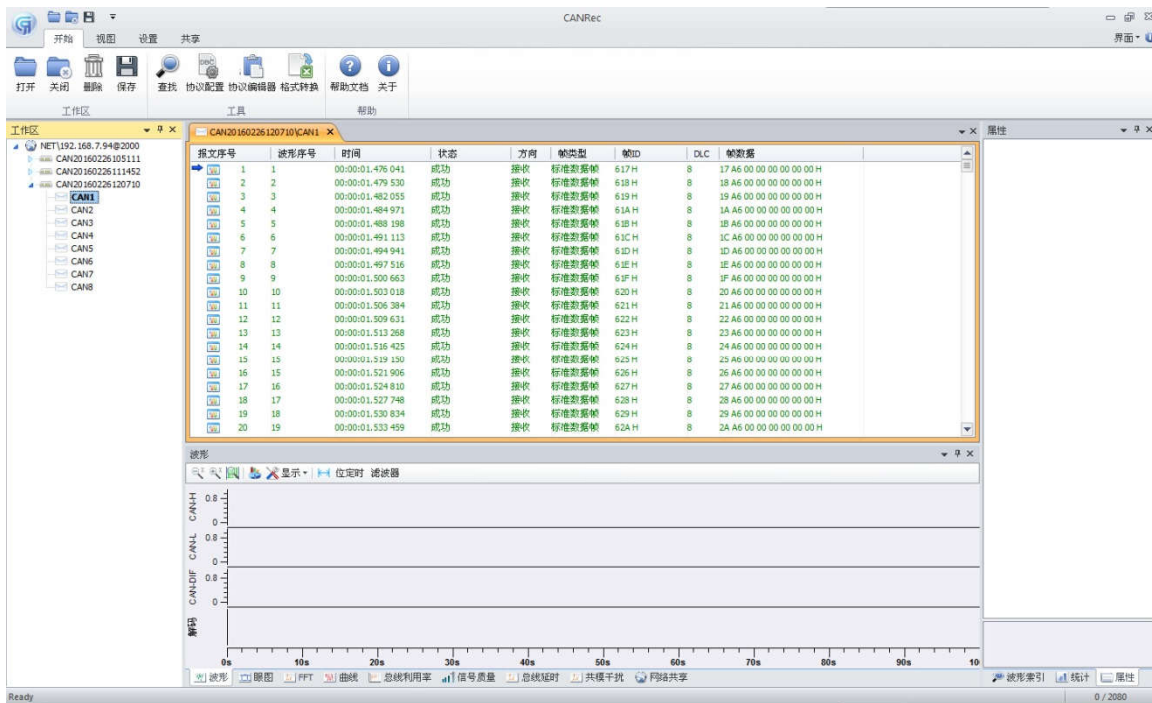 CANRec
开始 视图 设置 共享
界面
打开 关闭 删除 保存 查找 协议配置 协议编辑器 格式转换 帮助文档 关于
工作区 工具 帮助
工作区
NET\192.168.7.94@2000
CAN20160226105111
CAN20160226111452
CAN20160226120710
CAN1
CAN2
CAN3
CAN4
CAN5
CAN6
CAN7
CAN8
CAN20160226120710\CAN1
报文序号 波形序号 时间 状态 方向 帧类型 帧ID DLC 帧数据
1 1 00:00:01.476 041 成功 接收 标准数据帧 617 H 8 17 A6 00 00 00 00 00 00 H
2 2 00:00:01.479 530 成功 接收 标准数据帧 618 H 8 18 A6 00 00 00 00 00 00 H
3 3 00:00:01.482 055 成功 接收 标准数据帧 619 H 8 19 A6 00 00 00 00 00 00 H
4 4 00:00:01.484 971 成功 接收 标准数据帧 61A H 8 1A A6 00 00 00 00 00 00 H
5 5 00:00:01.488 198 成功 接收 标准数据帧 61B H 8 1B A6 00 00 00 00 00 00 H
6 6 00:00:01.491 113 成功 接收 标准数据帧 61C H 8 1C A6 00 00 00 00 00 00 H
7 7 00:00:01.494 941 成功 接收 标准数据帧 61D H 8 1D A6 00 00 00 00 00 00 H
8 8 00:00:01.497 516 成功 接收 标准数据帧 61E H 8 1E A6 00 00 00 00 00 00 H
9 9 00:00:01.500 663 成功 接收 标准数据帧 61F H 8 1F A6 00 00 00 00 00 00 H
10 10 00:00:01.503 018 成功 接收 标准数据帧 620 H 8 20 A6 00 00 00 00 00 00 H
11 11 00:00:01.506 384 成功 接收 标准数据帧 621 H 8 21 A6 00 00 00 00 00 00 H
12 12 00:00:01.509 631 成功 接收 标准数据帧 622 H 8 22 A6 00 00 00 00 00 00 H
13 13 00:00:01.513 268 成功 接收 标准数据帧 623 H 8 23 A6 00 00 00 00 00 00 H
14 14 00:00:01.516 425 成功 接收 标准数据帧 624 H 8 24 A6 00 00 00 00 00 00 H
15 15 00:00:01.519 150 成功 接收 标准数据帧 625 H 8 25 A6 00 00 00 00 00 00 H
16 15 00:00:01.521 906 成功 接收 标准数据帧 626 H 8 26 A6 00 00 00 00 00 00 H
17 16 00:00:01.524 810 成功 接收 标准数据帧 627 H 8 27 A6 00 00 00 00 00 00 H
18 17 00:00:01.527 748 成功 接收 标准数据帧 628 H 8 28 A6 00 00 00 00 00 00 H
19 18 00:00:01.530 834 成功 接收 标准数据帧 629 H 8 29 A6 00 00 00 00 00 00 H
20 19 00:00:01.533 459 成功 接收 标准数据帧 62A H 8 2A A6 00 00 00 00 00 00 H
属性
波形
显示 位定时 滤波器
CAN-H 0.8 0
CAN-L 0.8 0
CAN-DIF 0.8 0
解码
0s 10s 20s 30s 40s 50s 60s 70s 80s 90s 10
波形 眼图 FFT 曲线 总线利用率 信号质量 总线延时 共模干扰 网络共享
波形索引 统计 属性
Ready
0 / 2080